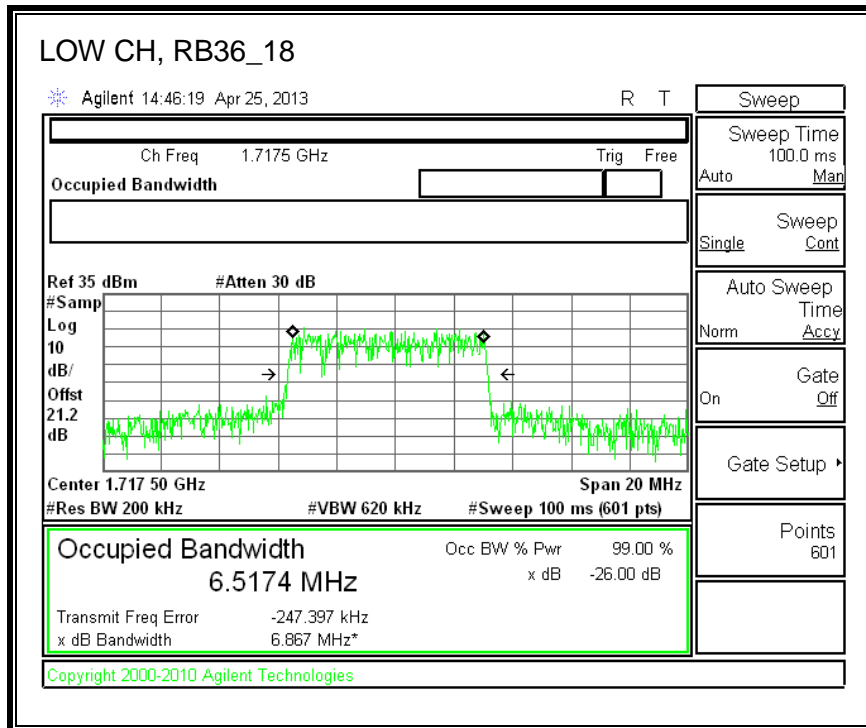 LOW CH, RB36_18
Agilent 14:46:19 Apr 25, 2013 R T
Ch Freq 1.7175 GHz Trig Free
Occupied Bandwidth
Ref 35 dBm #Atten 30 dB
#Samp
Log
10
dB/
Offst
21.2
dB
Center 1.717 50 GHz Span 20 MHz
#Res BW 200 kHz #VBW 620 kHz #Sweep 100 ms (601 pts)
Occupied Bandwidth Occ BW % Pwr 99.00 %
6.5174 MHz x dB -26.00 dB
Transmit Freq Error -247.397 kHz
x dB Bandwidth 6.867 MHz*
Copyright 2000-2010 Agilent Technologies
Sweep
Sweep Time
100.0 ms
Auto Man
Sweep
Single Cont
Auto Sweep
Time
Norm Accy
Gate
On Off
Gate Setup
Points
601